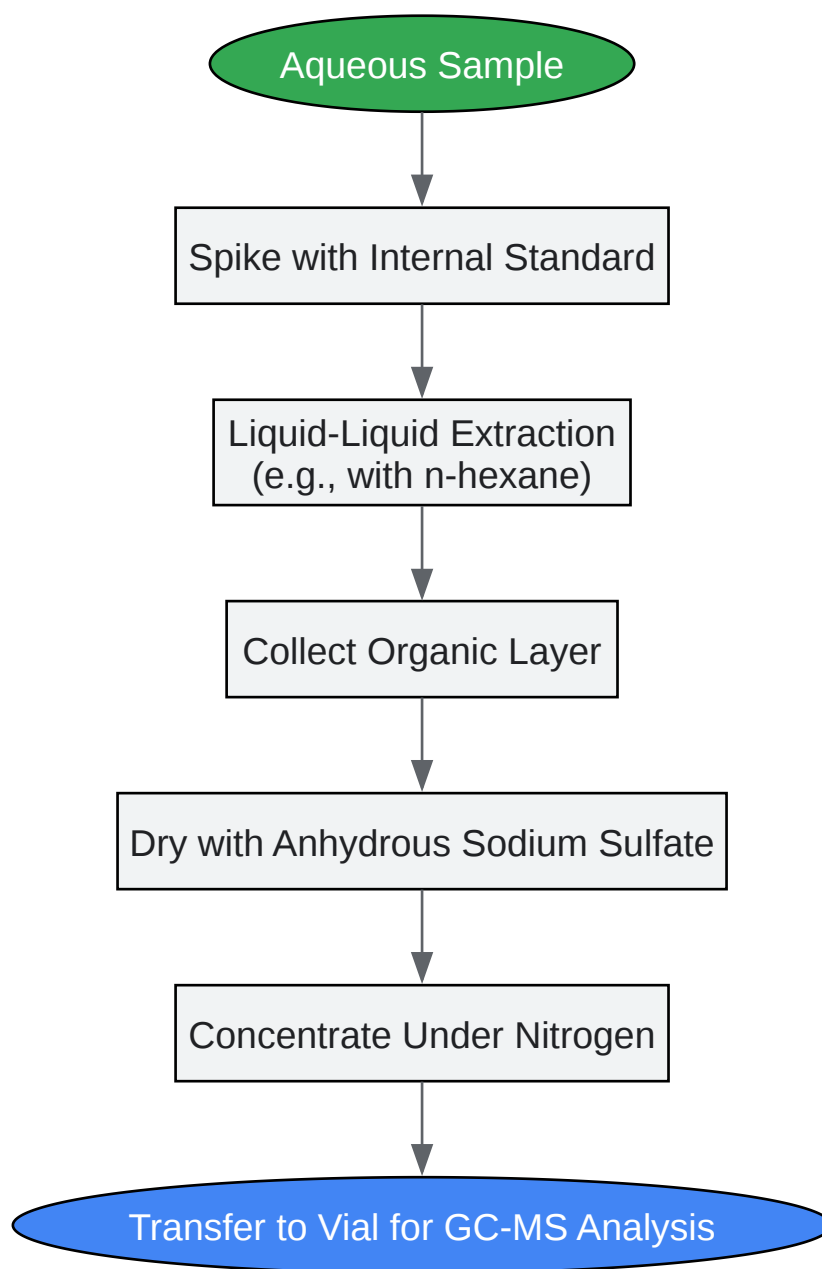 Aqueous Sample
Spike with Internal Standard
Liquid-Liquid Extraction
(e.g., with n-hexane)
Collect Organic Layer
Dry with Anhydrous Sodium Sulfate
Concentrate Under Nitrogen
Transfer to Vial for GC-MS Analysis